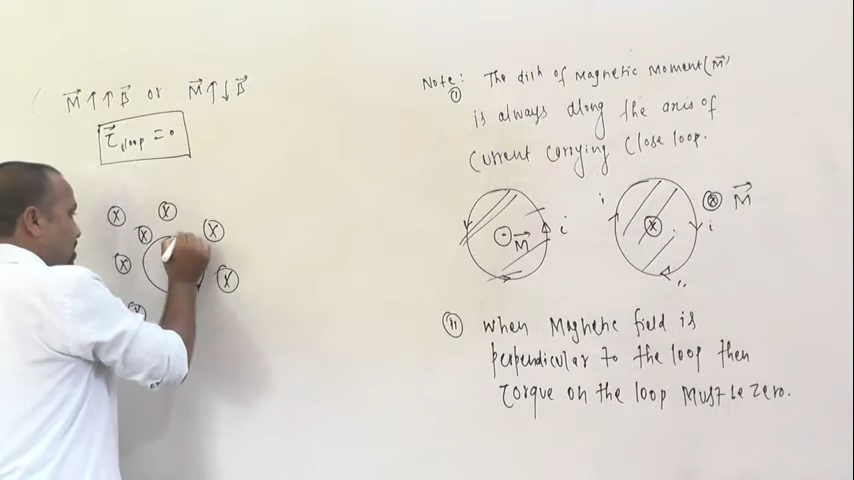 M⃗ ↑↑ B⃗ or M⃗ ↑↓ B⃗
τ⃗ loop = 0
Note: (i) The dirⁿ of Magnetic Moment (M⃗)
is always along the axis of
Current carrying Close loop.
M⃗ i
i M⃗
i
(ii) When Magnetic field is
perpendicular to the loop then
Torque on the loop Must be zero.